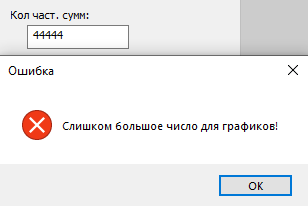 Кол част. сумм:
44444
Ошибка
Слишком большое число для графиков!
OK